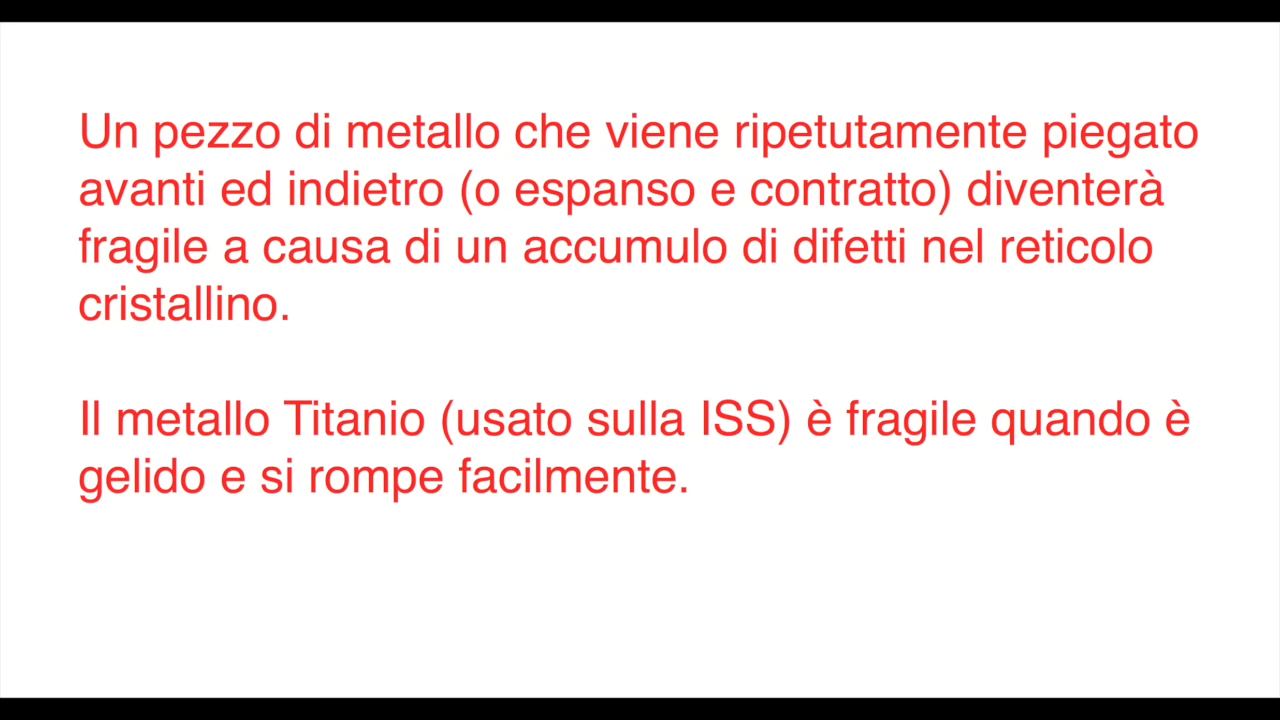 Un pezzo di metallo che viene ripetutamente piegato
avanti ed indietro (o espanso e contratto) diventerà
fragile a causa di un accumulo di difetti nel reticolo
cristallino.
Il metallo Titanio (usato sulla ISS) è fragile quando è
gelido e si rompe facilmente.